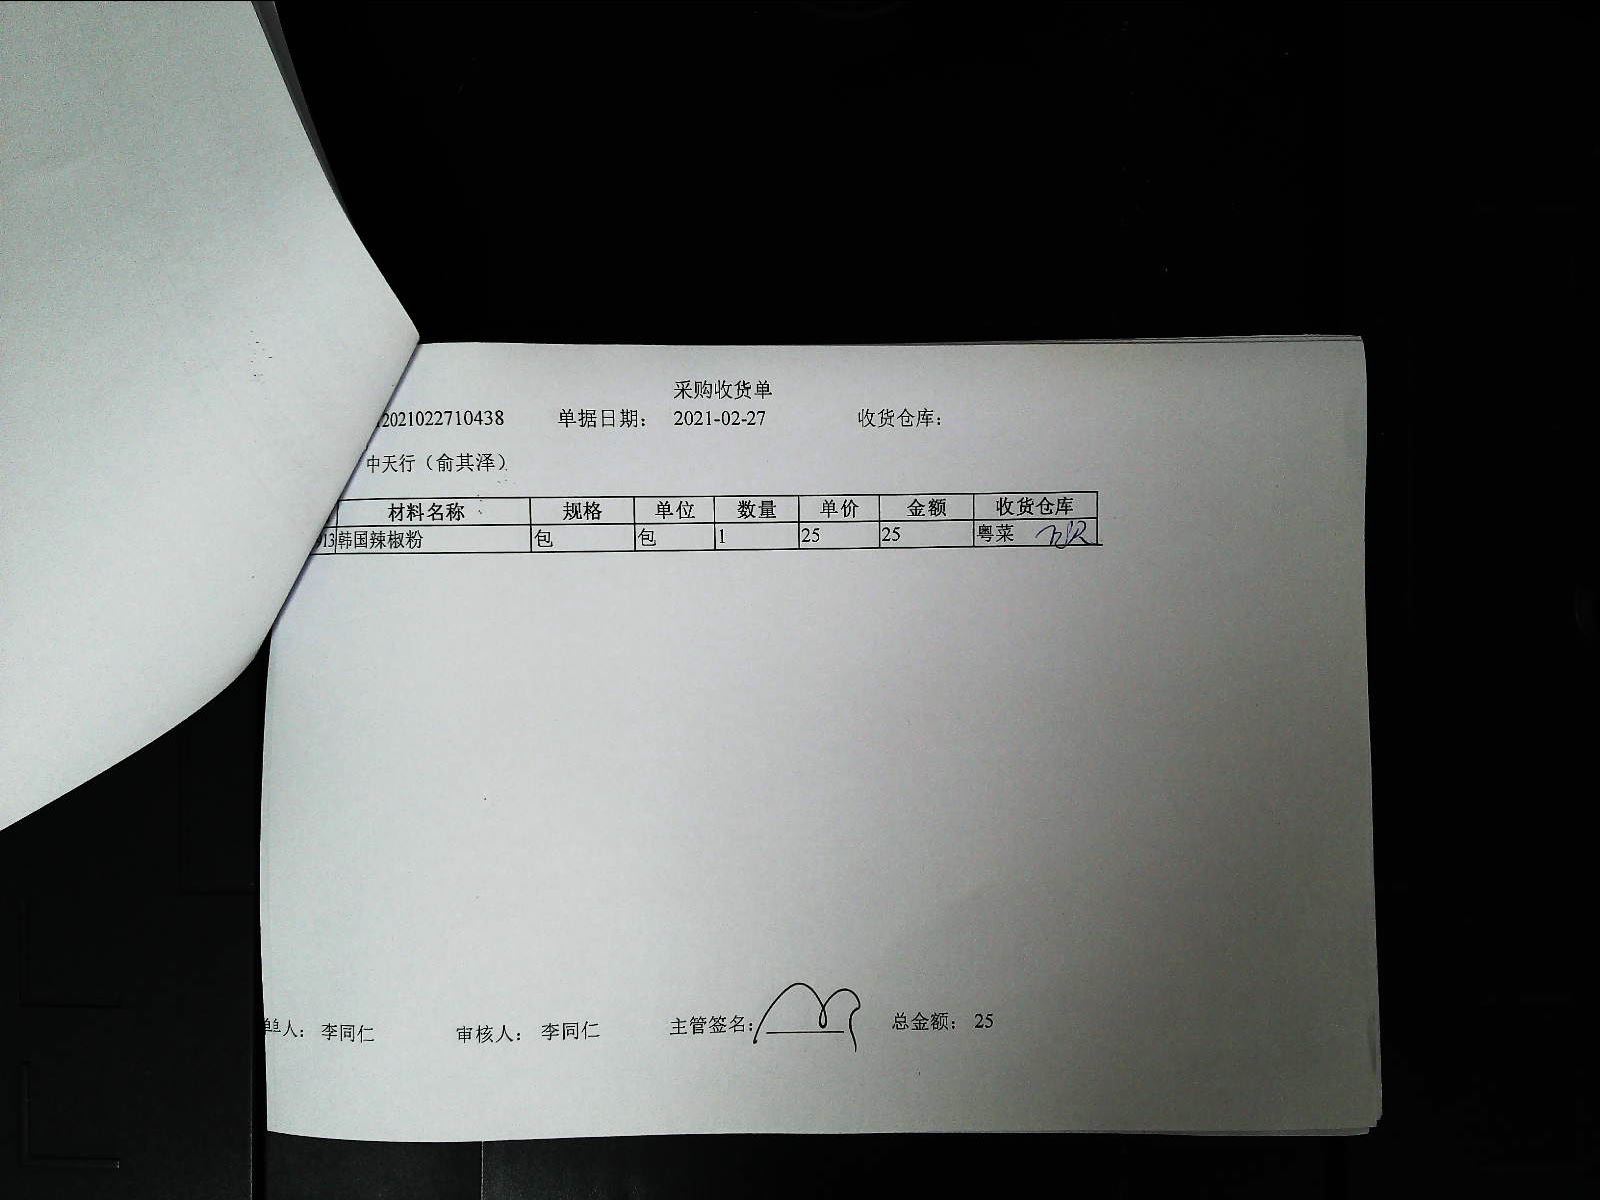 采购收货单
2021022710438 单据日期： 2021-02-27 收货仓库：
中天行（俞其泽）
材料名称 规格 单位 数量 单价 金额 收货仓库
13 韩国辣椒粉 包 包 1 25 25 粤菜
单人： 李同仁 审核人： 李同仁 主管签名： 总金额： 25